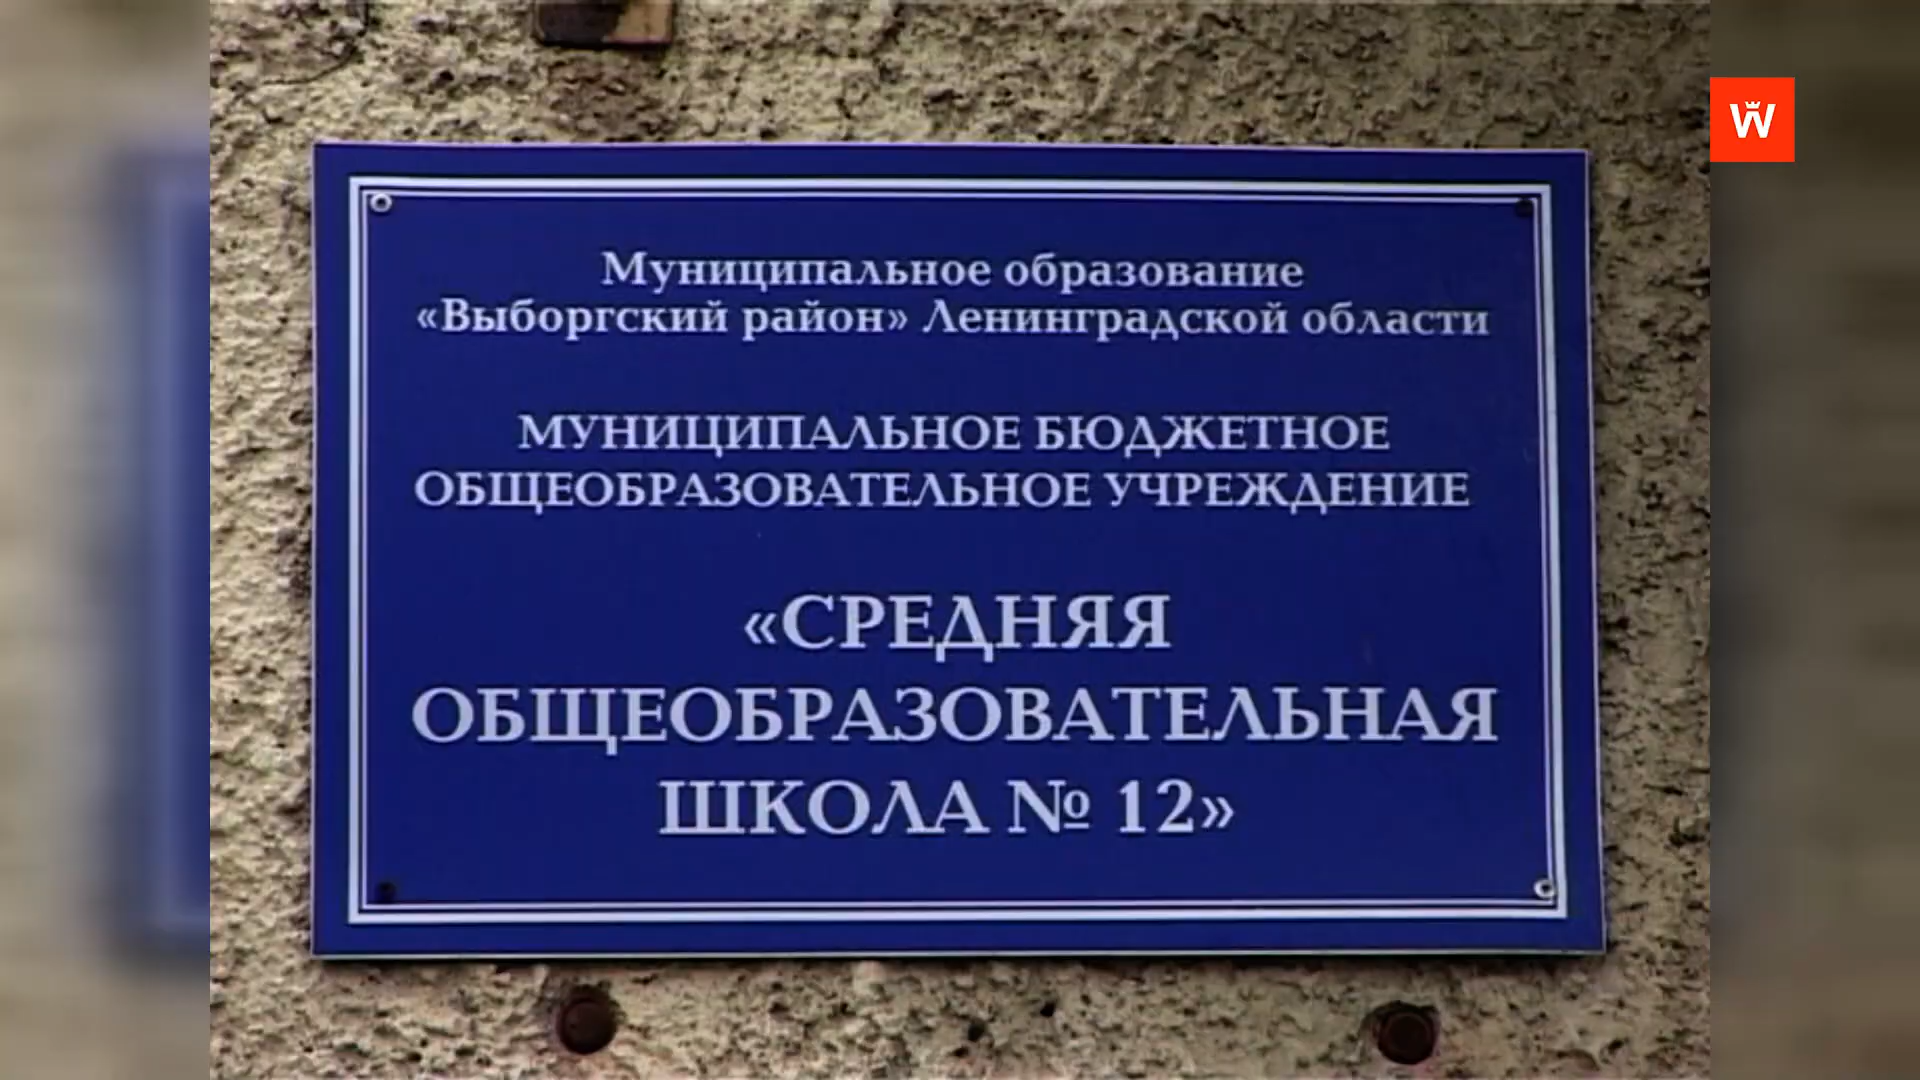 W
Муниципальное образование
«Выборгский район» Ленинградской области
МУНИЦИПАЛЬНОЕ БЮДЖЕТНОЕ
ОБЩЕОБРАЗОВАТЕЛЬНОЕ УЧРЕЖДЕНИЕ
«СРЕДНЯЯ
ОБЩЕОБРАЗОВАТЕЛЬНАЯ
ШКОЛА № 12»